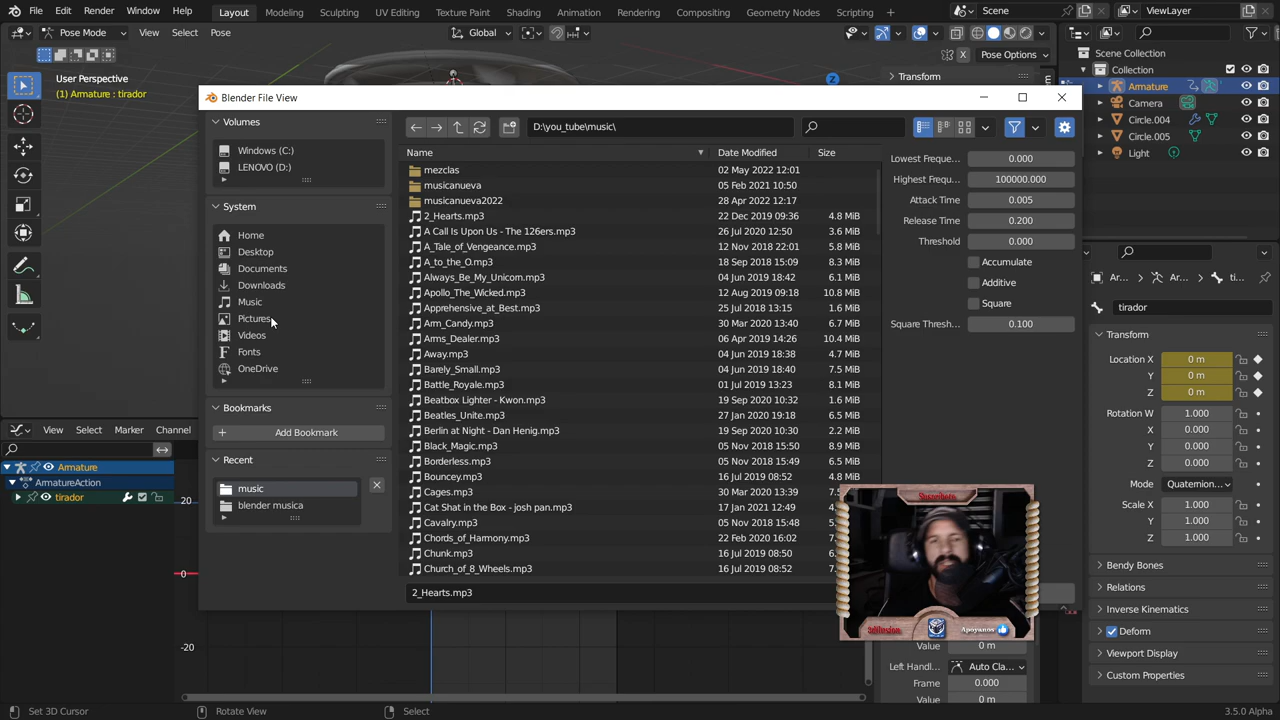 File Edit Render Window Help Layout Modeling Sculpting UV Editing Texture Paint Shading Animation Rendering Compositing Geometry Nodes Scripting Scene ViewLayer
Pose Mode View Select Pose Global
Pose Options
User Perspective
(1) Armature : tirador
Transform
Scene Collection
Collection
Armature
Camera
Circle.004
Circle.005
Light
Blender File View
Volumes
Windows (C:)
LENOVO (D:)
System
Home
Desktop
Documents
Downloads
Music
Pictures
Videos
Fonts
OneDrive
Bookmarks
Add Bookmark
Recent
music
blender musica
D:\you_tube\music\
Name Date Modified Size
mezclas 02 May 2022 12:01
musicanueva 05 Feb 2021 10:50
musicanueva2022 28 Apr 2022 12:17
2_Hearts.mp3 22 Dec 2019 09:36 4.8 MiB
A Call Is Upon Us - The 126ers.mp3 26 Jul 2020 12:50 3.6 MiB
A_Tale_of_Vengeance.mp3 12 Nov 2018 22:01 5.8 MiB
A_to_the_O.mp3 18 Sep 2018 15:09 8.3 MiB
Always_Be_My_Unicorn.mp3 04 Jun 2019 18:42 6.1 MiB
Apollo_The_Wicked.mp3 12 Aug 2019 09:18 10.8 MiB
Apprehensive_at_Best.mp3 25 Jul 2018 13:15 1.6 MiB
Arm_Candy.mp3 30 Mar 2020 13:40 6.7 MiB
Arms_Dealer.mp3 06 Apr 2019 14:26 10.4 MiB
Away.mp3 04 Jun 2019 18:38 4.7 MiB
Barely_Small.mp3 04 Jun 2019 18:40 7.5 MiB
Battle_Royale.mp3 01 Jul 2019 13:23 8.1 MiB
Beatbox Lighter - Kwon.mp3 19 Sep 2020 10:32 1.6 MiB
Beatles_Unite.mp3 27 Jan 2020 19:18 6.5 MiB
Berlin at Night - Dan Henig.mp3 19 Sep 2020 10:30 2.2 MiB
Black_Magic.mp3 05 Nov 2018 15:50 8.9 MiB
Borderless.mp3 05 Nov 2018 15:49 6.5 MiB
Bouncey.mp3 16 Jul 2019 08:52 6.4 MiB
Cages.mp3 30 Mar 2020 13:39 7.
Cat Shat in the Box - josh pan.mp3 17 Jan 2021 12:49
Cavalry.mp3 05 Nov 2018 15:48
Chords_of_Harmony.mp3 22 Feb 2020 16:02
Chunk.mp3 16 Jul 2019 08:50
Church_of_8_Wheels.mp3 16 Jul 2019 08:52
2_Hearts.mp3
Lowest Freque... 0.000
Highest Frequ... 100000.000
Attack Time 0.005
Release Time 0.200
Threshold 0.000
Accumulate
Additive
Square
Square Thresh... 0.100
Ar... Ar... ti...
tirador
Transform
Location X 0 m
Y 0 m
Z 0 m
Rotation W 1.000
X 0.000
Y 0.000
Z 0.000
Mode Quaternion...
Scale X 1.000
Y 1.000
Z 1.000
Bendy Bones
Relations
Inverse Kinematics
Deform
Viewport Display
Custom Properties
View Select Marker Channel
Armature
ArmatureAction
tirador
20
0
-20
Suscribete
3dillusion
Apoyanos
Value 0 m
Left Handl... Auto Cla...
Frame 0.000
Value 0 m
Set 3D Cursor Rotate View Select 3.5.0 Alpha